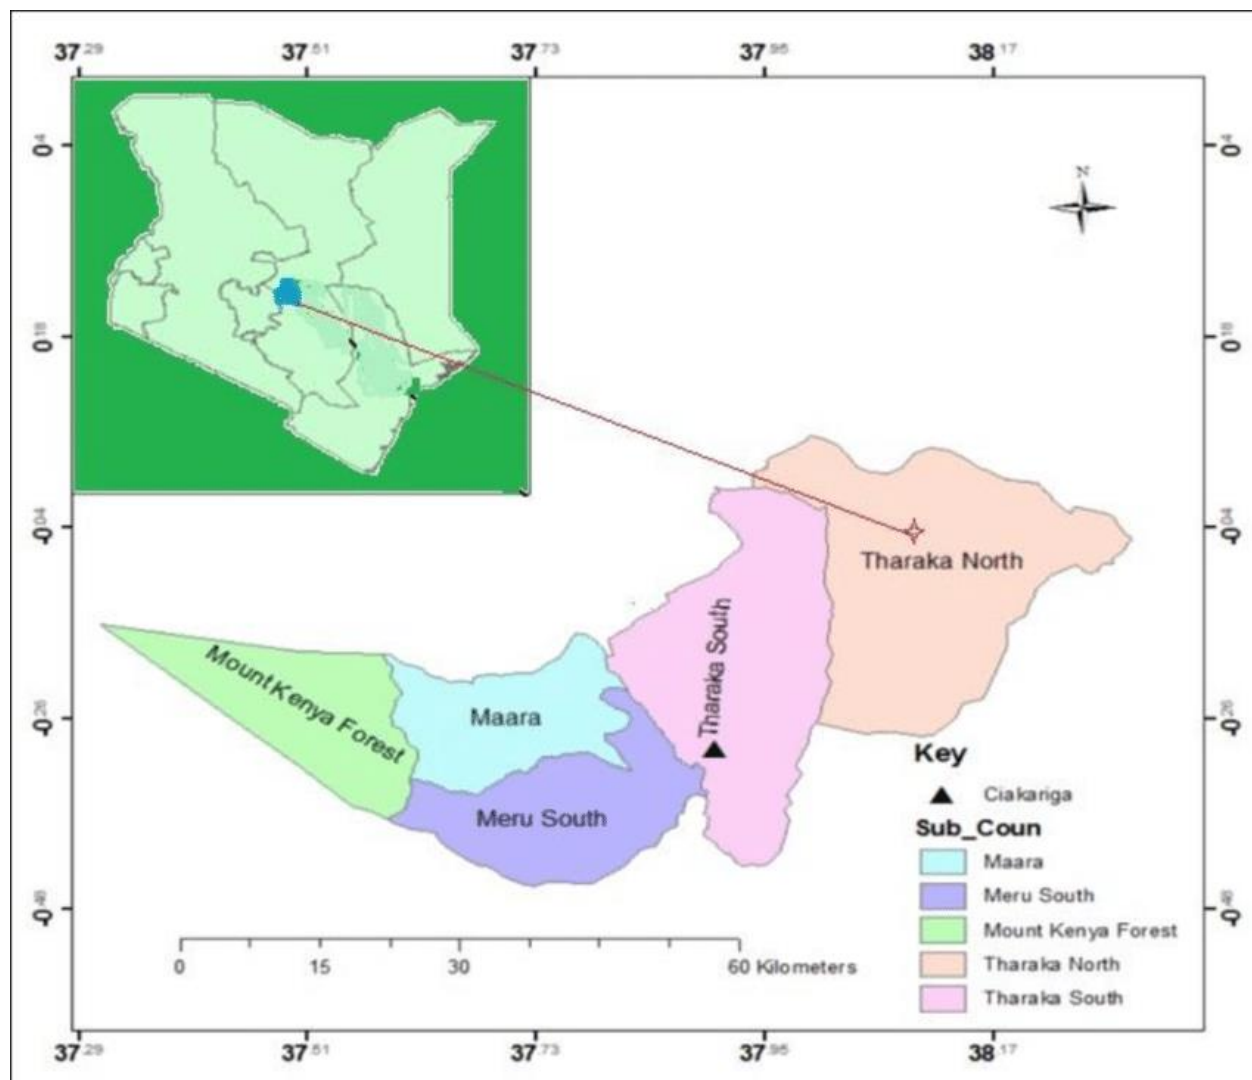 37.29 37.51 37.73 37.95 38.17
0.4 0.4
N
0.18 0.18
-0.04 -0.04
Tharaka North
Tharaka South
Mount Kenya Forest
Maara
-0.26 -0.26
Key
Ciakariga
Meru South
Sub_Coun
Maara
Meru South
-0.48 -0.48
Mount Kenya Forest
0 15 30 60 Kilometers
Tharaka North
Tharaka South
37.29 37.51 37.73 37.95 38.17